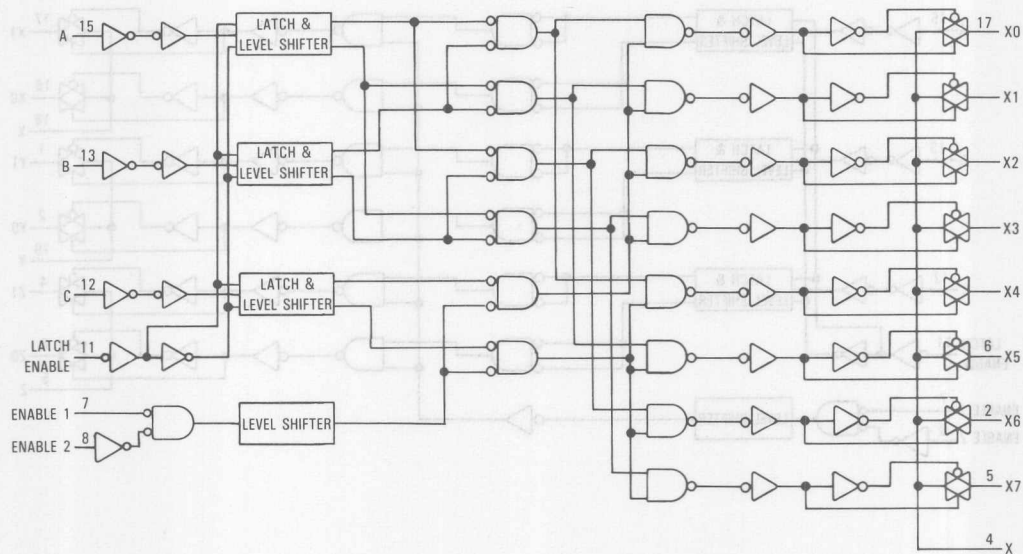 A 15
LATCH &
LEVEL SHIFTER
17 X0
X1
B 13
LATCH &
LEVEL SHIFTER
X2
X3
C 12
LATCH &
LEVEL SHIFTER
X4
LATCH 11
ENABLE
6 X5
ENABLE 1 7
LEVEL SHIFTER
2 X6
ENABLE 2 8
5 X7
4 X